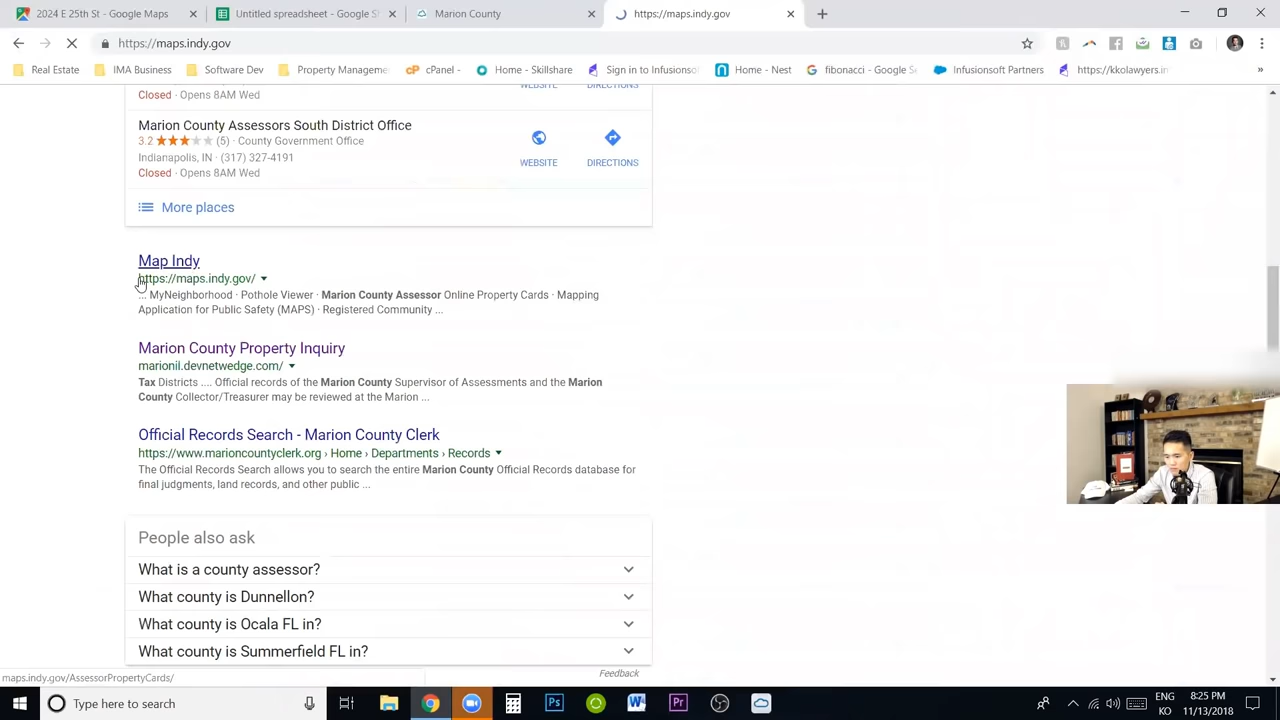 2024 E 25th St - Google Maps
Untitled spreadsheet - Google S
Marion County
https://maps.indy.gov
https://maps.indy.gov
Real Estate
IMA Business
Software Dev
Property Manageme
cPanel -
Home - Skillshare
Sign in to Infusionso
Home - Nest
fibonacci - Google Se
Infusionsoft Partners
https://kkolawyers.in
»
WEBSITE
DIRECTIONS
Closed · Opens 8AM Wed
Marion County Assessors South District Office
3.2 (5) · County Government Office
Indianapolis, IN · (317) 327-4191
Closed · Opens 8AM Wed
WEBSITE
DIRECTIONS
More places
Map Indy
https://maps.indy.gov/
... MyNeighborhood · Pothole Viewer · Marion County Assessor Online Property Cards · Mapping
Application for Public Safety (MAPS) · Registered Community ...
Marion County Property Inquiry
marionil.devnetwedge.com/
Tax Districts .... Official records of the Marion County Supervisor of Assessments and the Marion
County Collector/Treasurer may be reviewed at the Marion ...
Official Records Search - Marion County Clerk
https://www.marioncountyclerk.org › Home › Departments › Records
The Official Records Search allows you to search the entire Marion County Official Records database for
final judgments, land records, and other public ...
People also ask
What is a county assessor?
What county is Dunnellon?
What county is Ocala FL in?
What county is Summerfield FL in?
Feedback
maps.indy.gov/AssessorPropertyCards/
Type here to search
ENG
KO
8:25 PM
11/13/2018